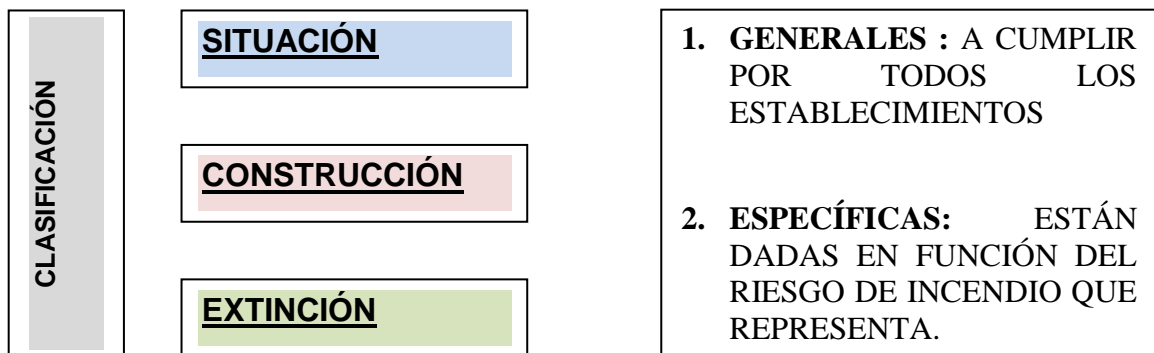 CLASIFICACIÓN
SITUACIÓN
CONSTRUCCIÓN
EXTINCIÓN
1. GENERALES : A CUMPLIR
POR TODOS LOS
ESTABLECIMIENTOS
2. ESPECÍFICAS: ESTÁN
DADAS EN FUNCIÓN DEL
RIESGO DE INCENDIO QUE
REPRESENTA.